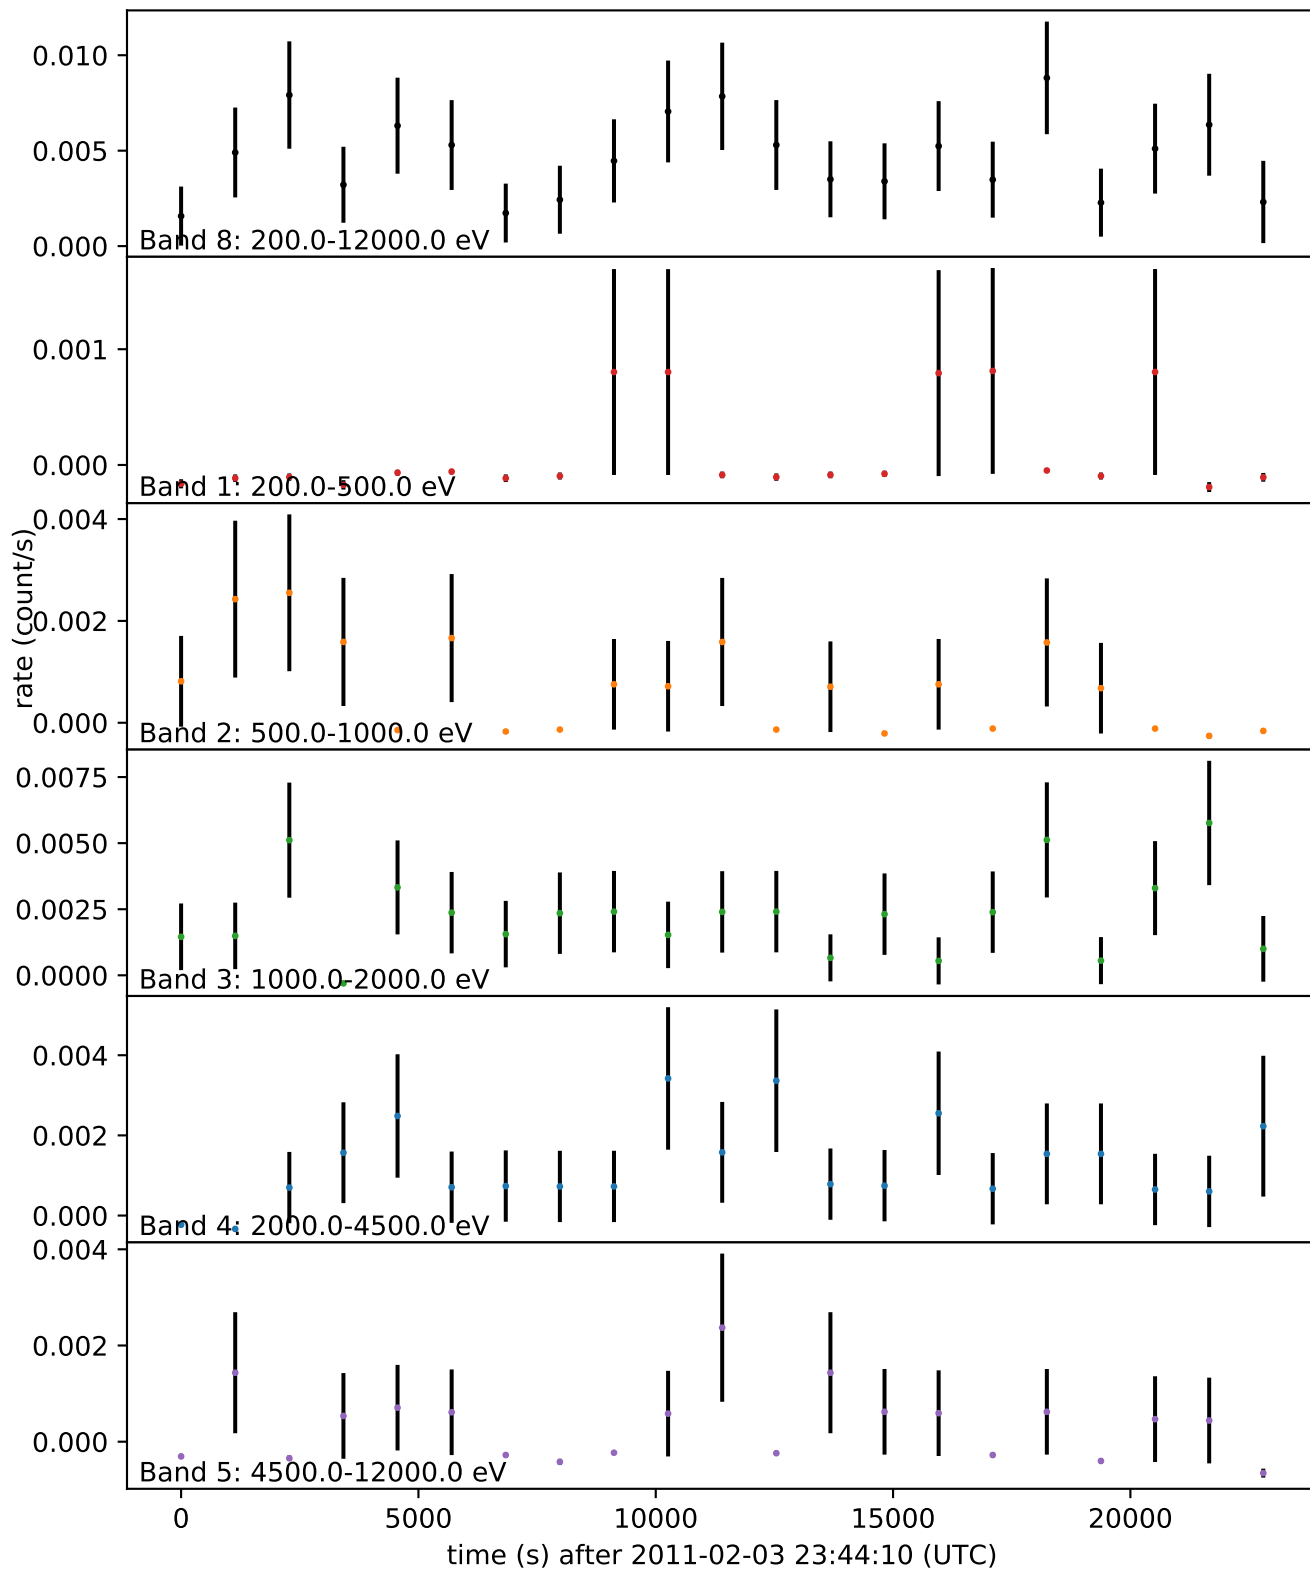 0.010
0.005
0.000
Band 8: 200.0-12000.0 eV
0.001
0.000
Band 1: 200.0-500.0 eV
rate (count/s)
0.004
0.002
0.000
Band 2: 500.0-1000.0 eV
0.0075
0.0050
0.0025
0.0000
Band 3: 1000.0-2000.0 eV
0.004
0.002
0.000
Band 4: 2000.0-4500.0 eV
0.004
0.002
0.000
Band 5: 4500.0-12000.0 eV
0 5000 10000 15000 20000
time (s) after 2011-02-03 23:44:10 (UTC)